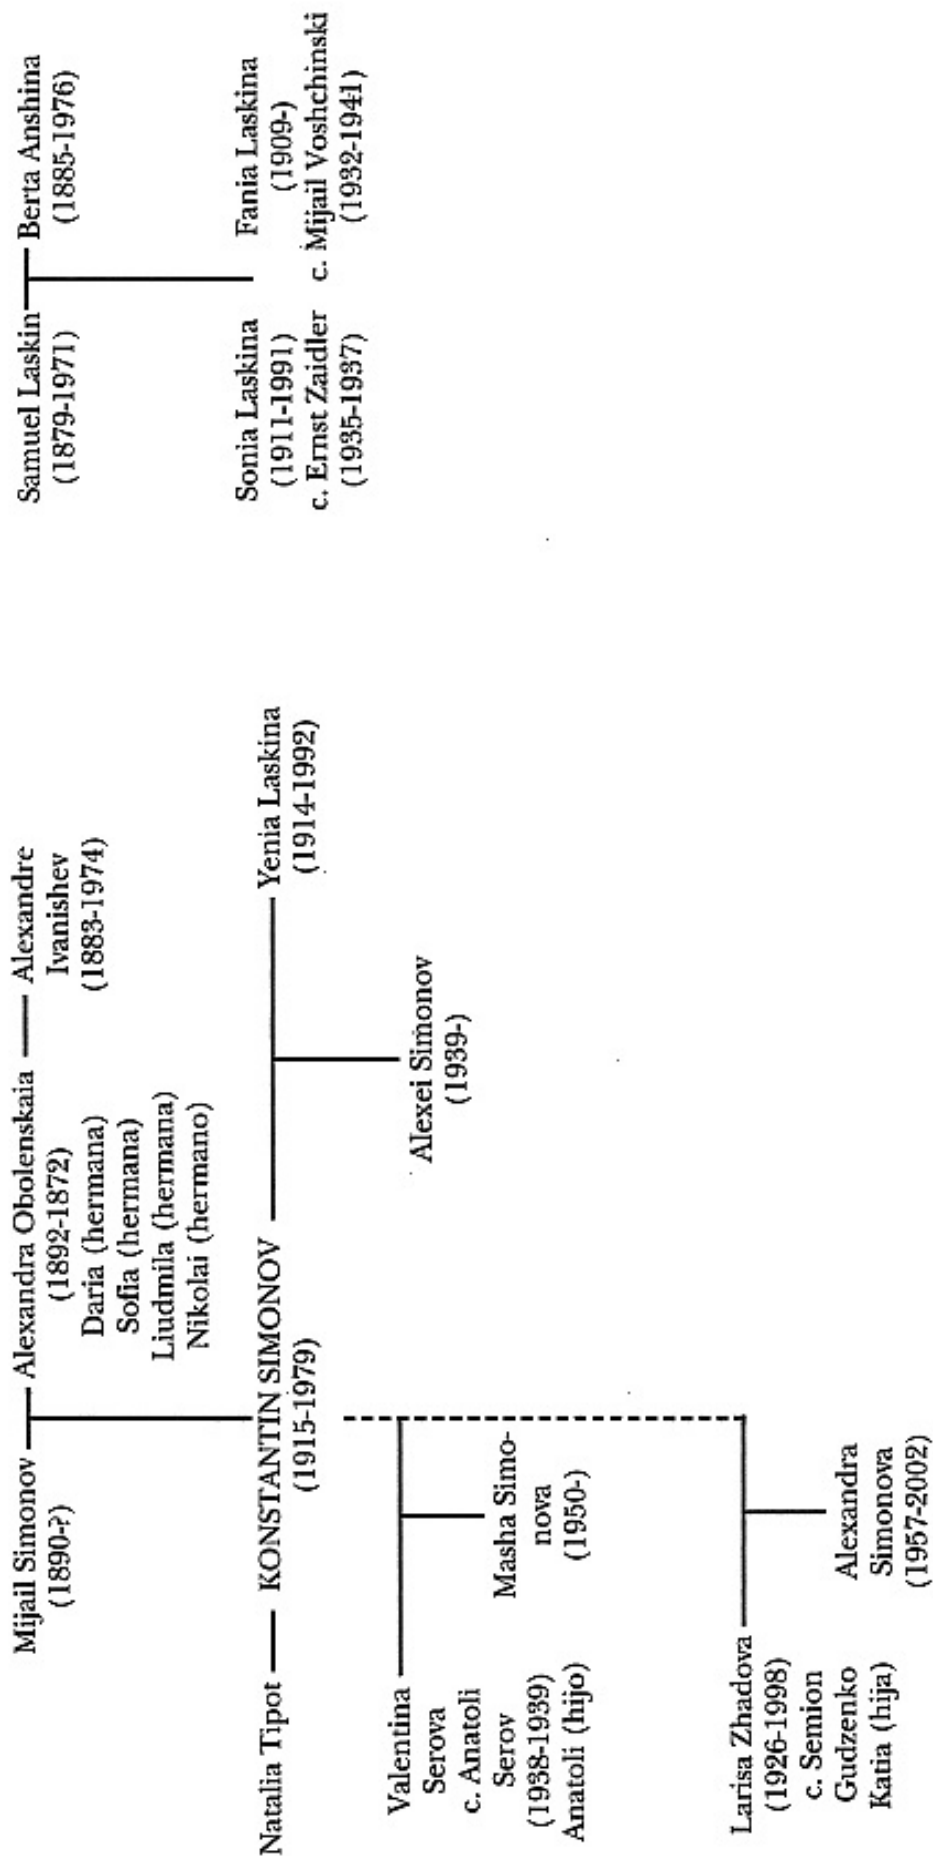 Mijail Simonov
(1890-?)
Alexandra Obolenskaia
(1892-1872)
Daria (hermana)
Sofia (hermana)
Liudmila (hermana)
Nikolai (hermano)
Alexandre
Ivanishev
(1883-1974)
Samuel Laskin
(1879-1971)
Berta Anshina
(1885-1976)
Natalia Tipot
KONSTANTIN SIMONOV
(1915-1979)
Yenia Laskina
(1914-1992)
Sonia Laskina
(1911-1991)
c. Ernst Zaidler
(1935-1937)
Fania Laskina
(1909-)
c. Mijail Voshchinski
(1932-1941)
Alexei Simonov
(1939-)
Valentina
Serova
c. Anatoli
Serov
(1938-1939)
Anatoli (hijo)
Masha Simo-
nova
(1950-)
Larisa Zhadova
(1926-1998)
c. Semion
Gudzenko
Katia (hija)
Alexandra
Simonova
(1957-2002)